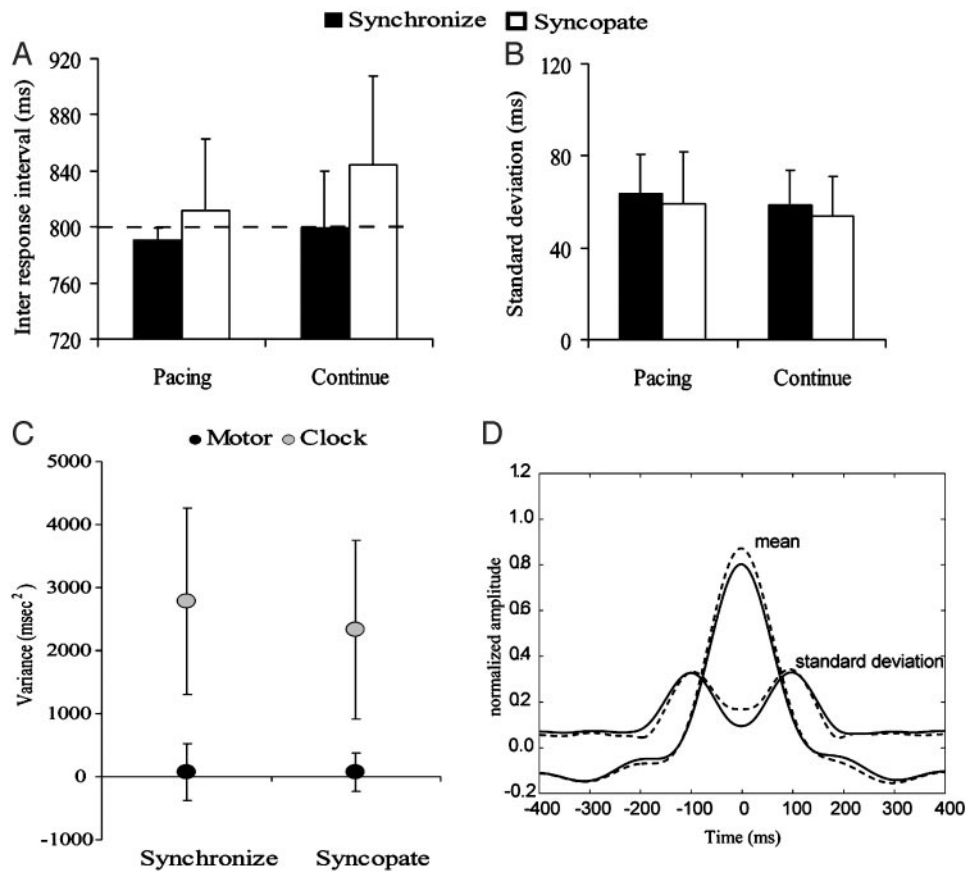 Synchronize Syncopate
A
B
Inter response interval (ms)
920
880
840
800
760
720
Pacing Continue
Standard deviation (ms)
120
80
40
0
Pacing Continue
C
Motor Clock
Variance (msec²)
5000
4000
3000
2000
1000
0
-1000
Synchronize Syncopate
D
normalized amplitude
1.2
1.0
0.8
0.6
0.4
0.2
0.0
-0.2
mean
standard deviation
-400 -300 -200 -100 0 100 200 300 400
Time (ms)